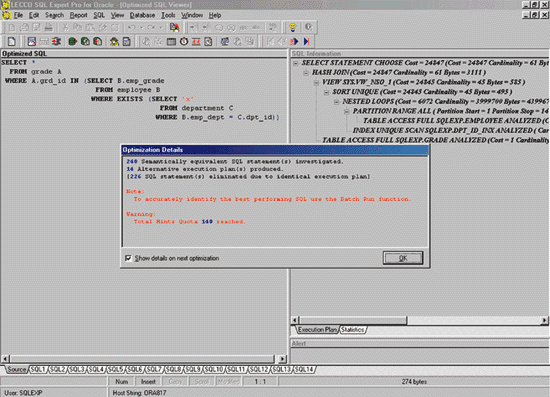 LECCO SQL Expert Pro for Oracle - [Optimized SQL Viewer]
File Edit Search Report SQL View Database Tools Window Help
Optimized SQL
SELECT *
FROM grade A
WHERE A.grd_id IN (SELECT B.emp_grade
FROM employee B
WHERE EXISTS (SELECT 'x'
FROM department C
WHERE B.emp_dept = C.dpt_id))
SQL Information
SELECT STATEMENT CHOOSE Cost = 24847 (Cost = 24847 Cardinality = 61 Byte
HASH JOIN (Cost = 24847 Cardinality = 61 Bytes = 3111 )
VIEW SYS.VW_NSO_1 (Cost = 24845 Cardinality = 45 Bytes = 585 )
SORT UNIQUE (Cost = 24845 Cardinality = 45 Bytes = 495 )
NESTED LOOPS (Cost = 6072 Cardinality = 3999700 Bytes = 439967
PARTITION RANGE ALL ( Partition Start = 1 Partition Stop = 14
TABLE ACCESS FULL SQLEXP.EMPLOYEE ANALYZED (
INDEX UNIQUE SCAN SQLEXP.DPT_ID_INX ANALYZED (Car
TABLE ACCESS FULL SQLEXP.GRADE ANALYZED (Cost = 1 Cardinality
Optimization Details
240 Semantically equivalent SQL statement(s) investigated.
14 Alternative execution plan(s) produced.
[226 SQL statement(s) eliminated due to identical execution plan]
Note:
To accurately identify the best performing SQL use the Batch Run function.
Warning:
Total Hints Quota 140 reached.
Show details on next optimization
OK
Execution Plan Statistics
Alert
Source SQL1 SQL2 SQL3 SQL4 SQL5 SQL6 SQL7 SQL8 SQL9 SQL10 SQL11 SQL12 SQL13 SQL14
Num Insert Caps Scroll Modified 1 : 1 274 bytes
User: SQLEXP Host String: ORA817